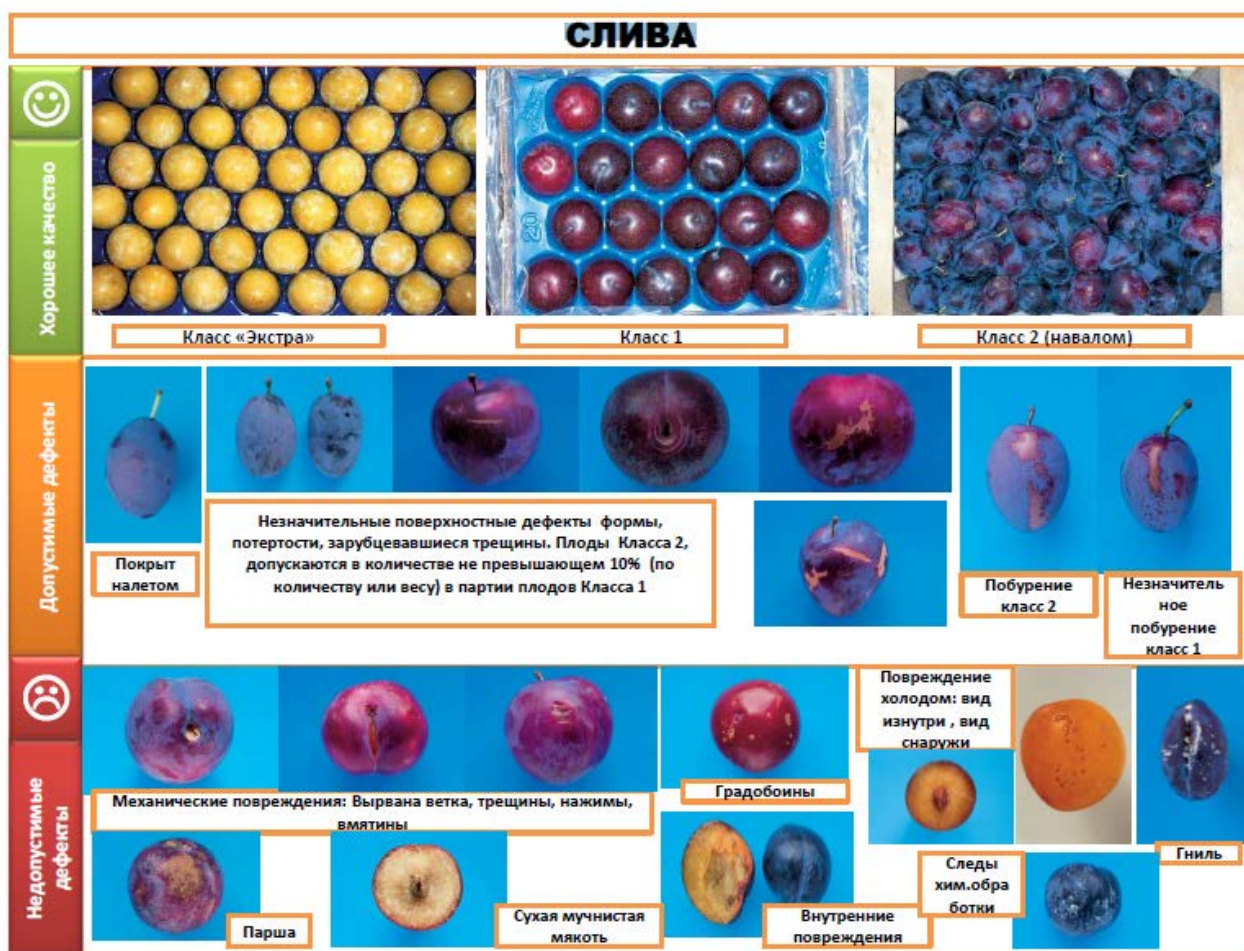 СЛИВА
Хорошее качество
Класс «Экстра»
Класс 1
Класс 2 (навалом)
Допустимые дефекты
Покрыт
налетом
Незначительные поверхностные дефекты формы,
потертости, зарубцевавшиеся трещины. Плоды Класса 2,
допускаются в количестве не превышающем 10% (по
количеству или весу) в партии плодов Класса 1
Побурение
класс 2
Незначитель
ное
побурение
класс 1
Недопустимые
дефекты
Механические повреждения: Вырвана ветка, трещины, нажимы,
вмятины
Градобоины
Повреждение
холодом: вид
изнутри , вид
снаружи
Гниль
Парша
Сухая мучнистая
мякоть
Внутренние
повреждения
Следы
хим.обра
ботки
20